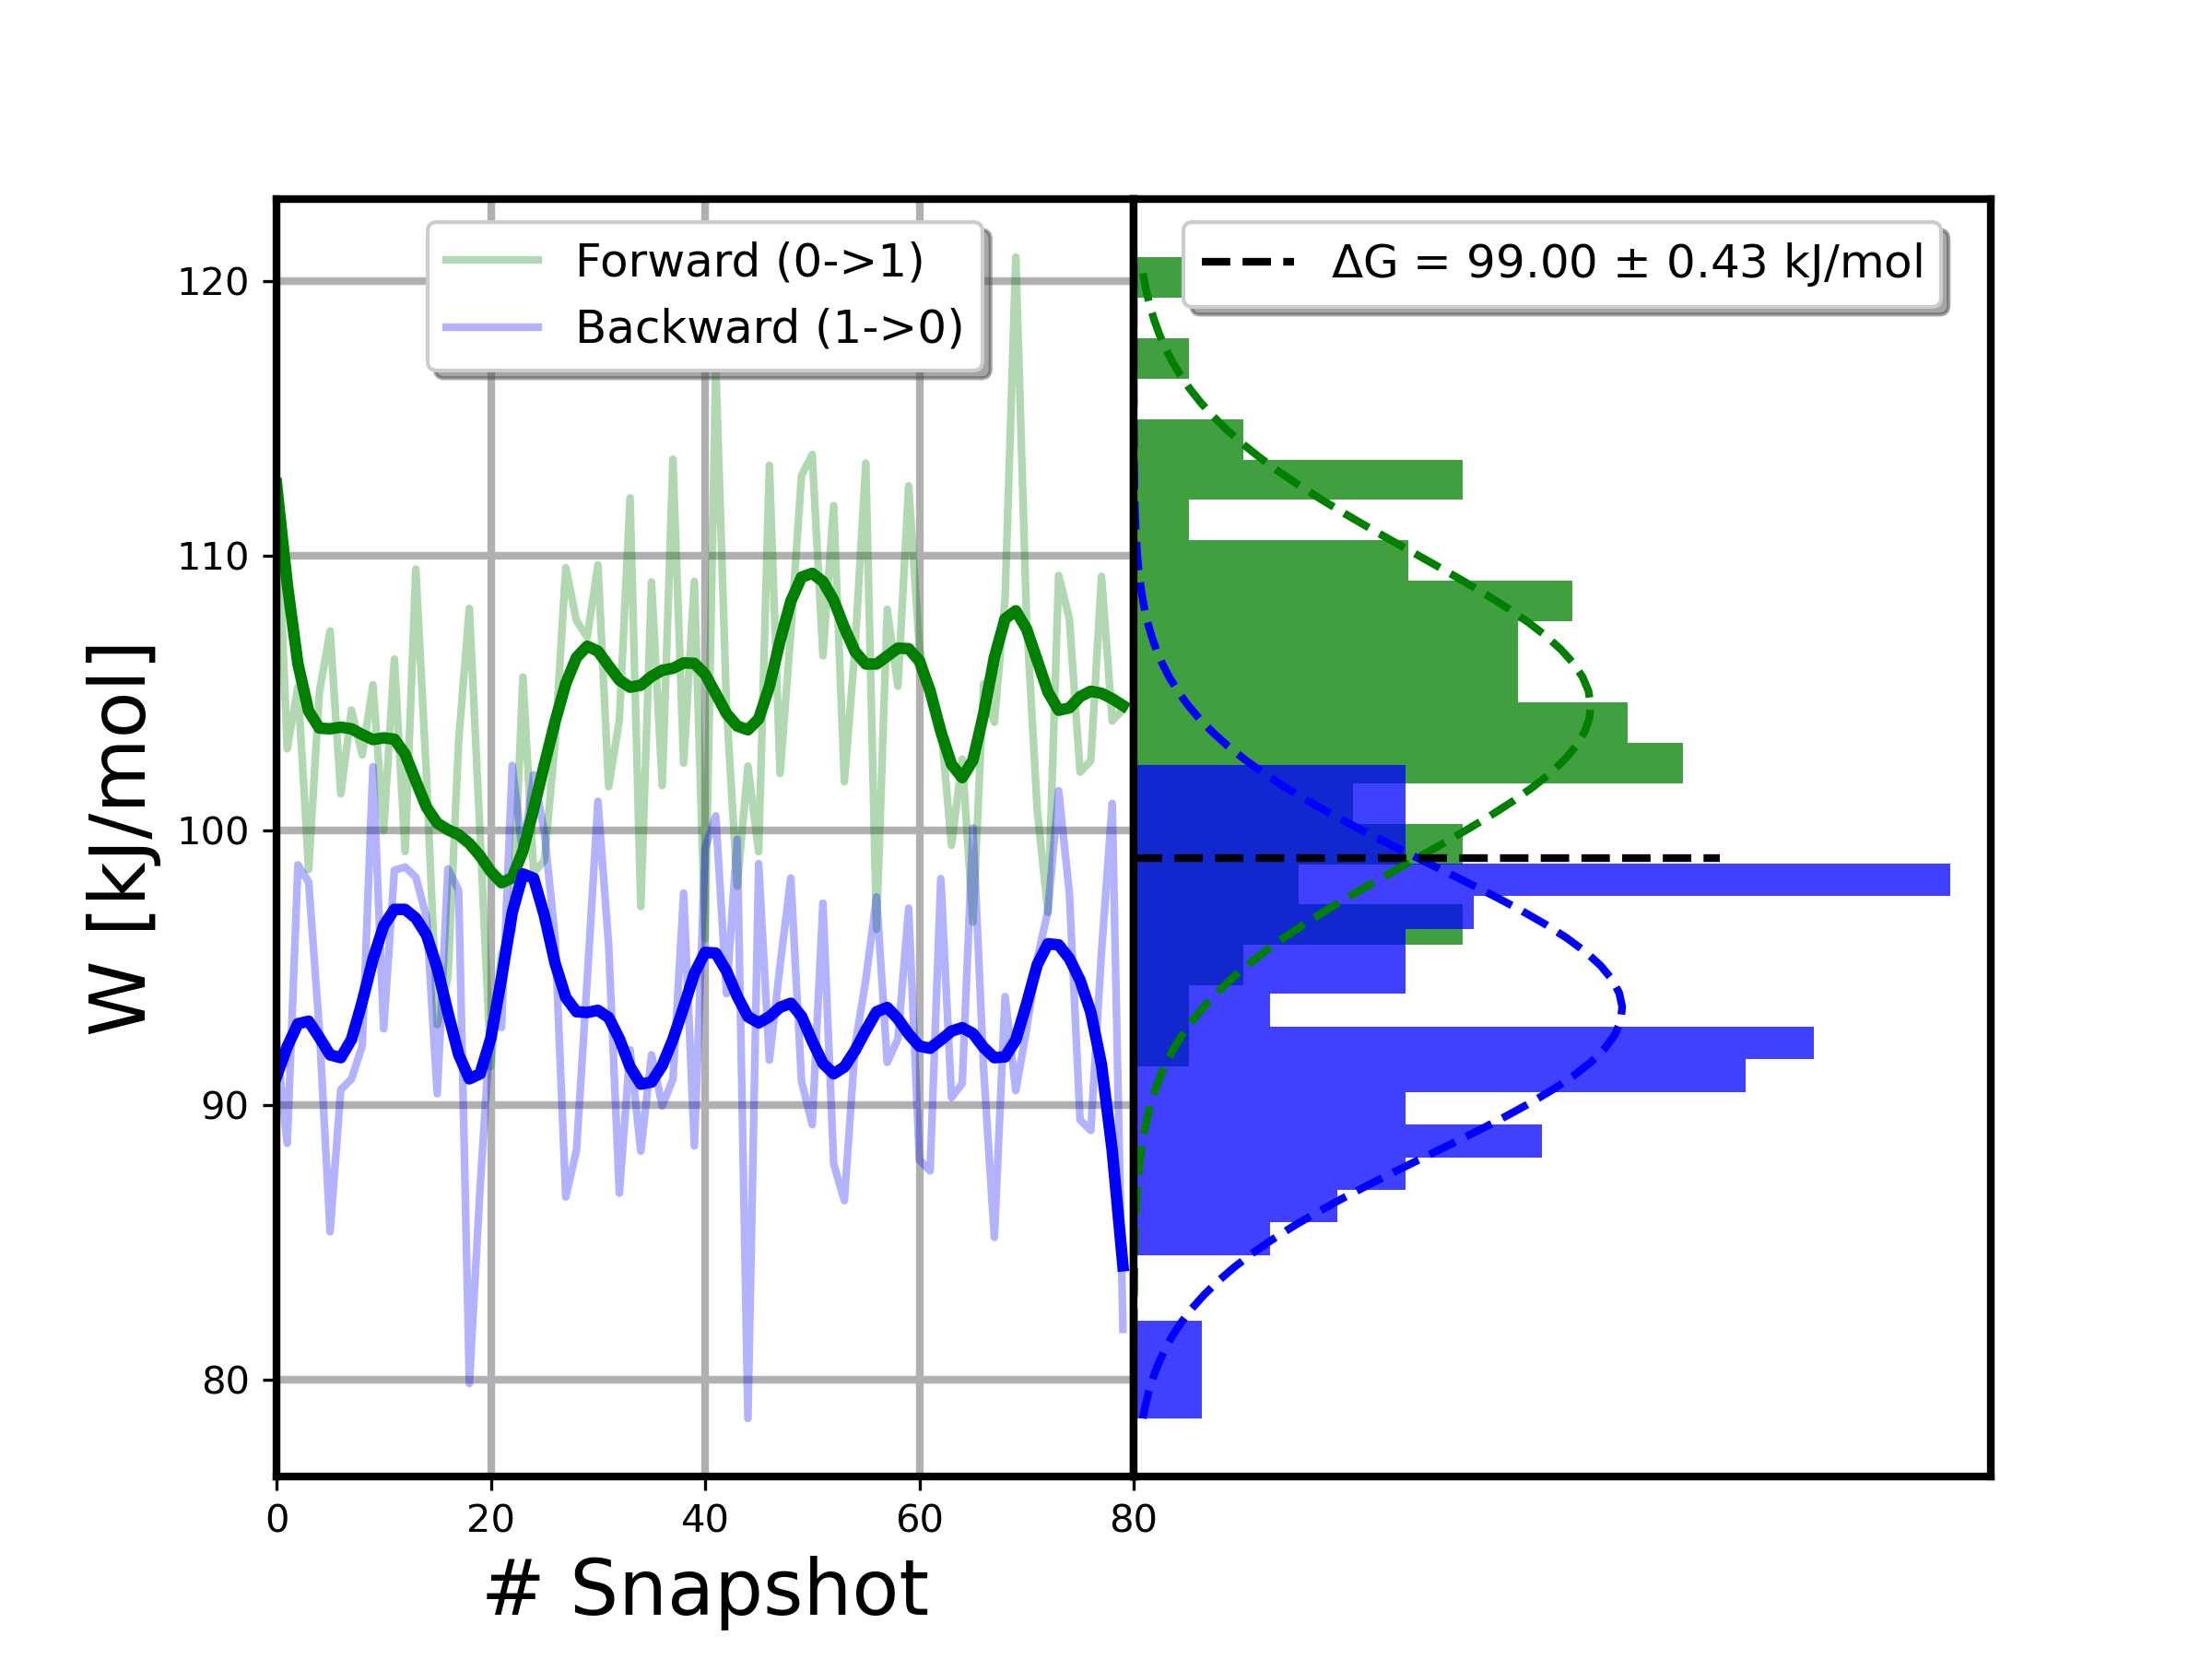 Forward (0->1)
Backward (1->0)
ΔG = 99.00 ± 0.43 kJ/mol
W [kJ/mol]
120
110
100
90
80
0 20 40 60 80
# Snapshot